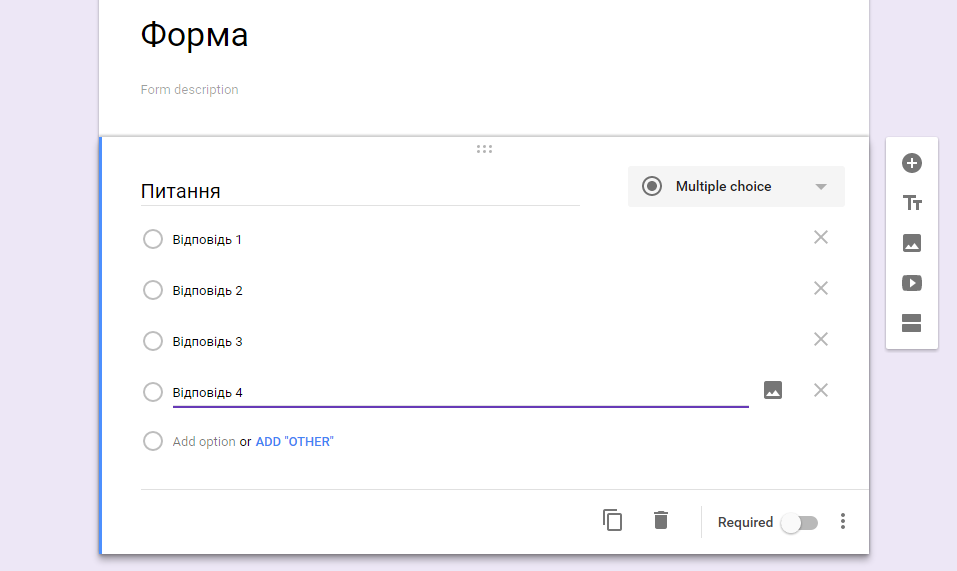 Форма
Form description
Питання
Multiple choice
Відповідь 1
Відповідь 2
Відповідь 3
Відповідь 4
Add option or ADD "OTHER"
Required